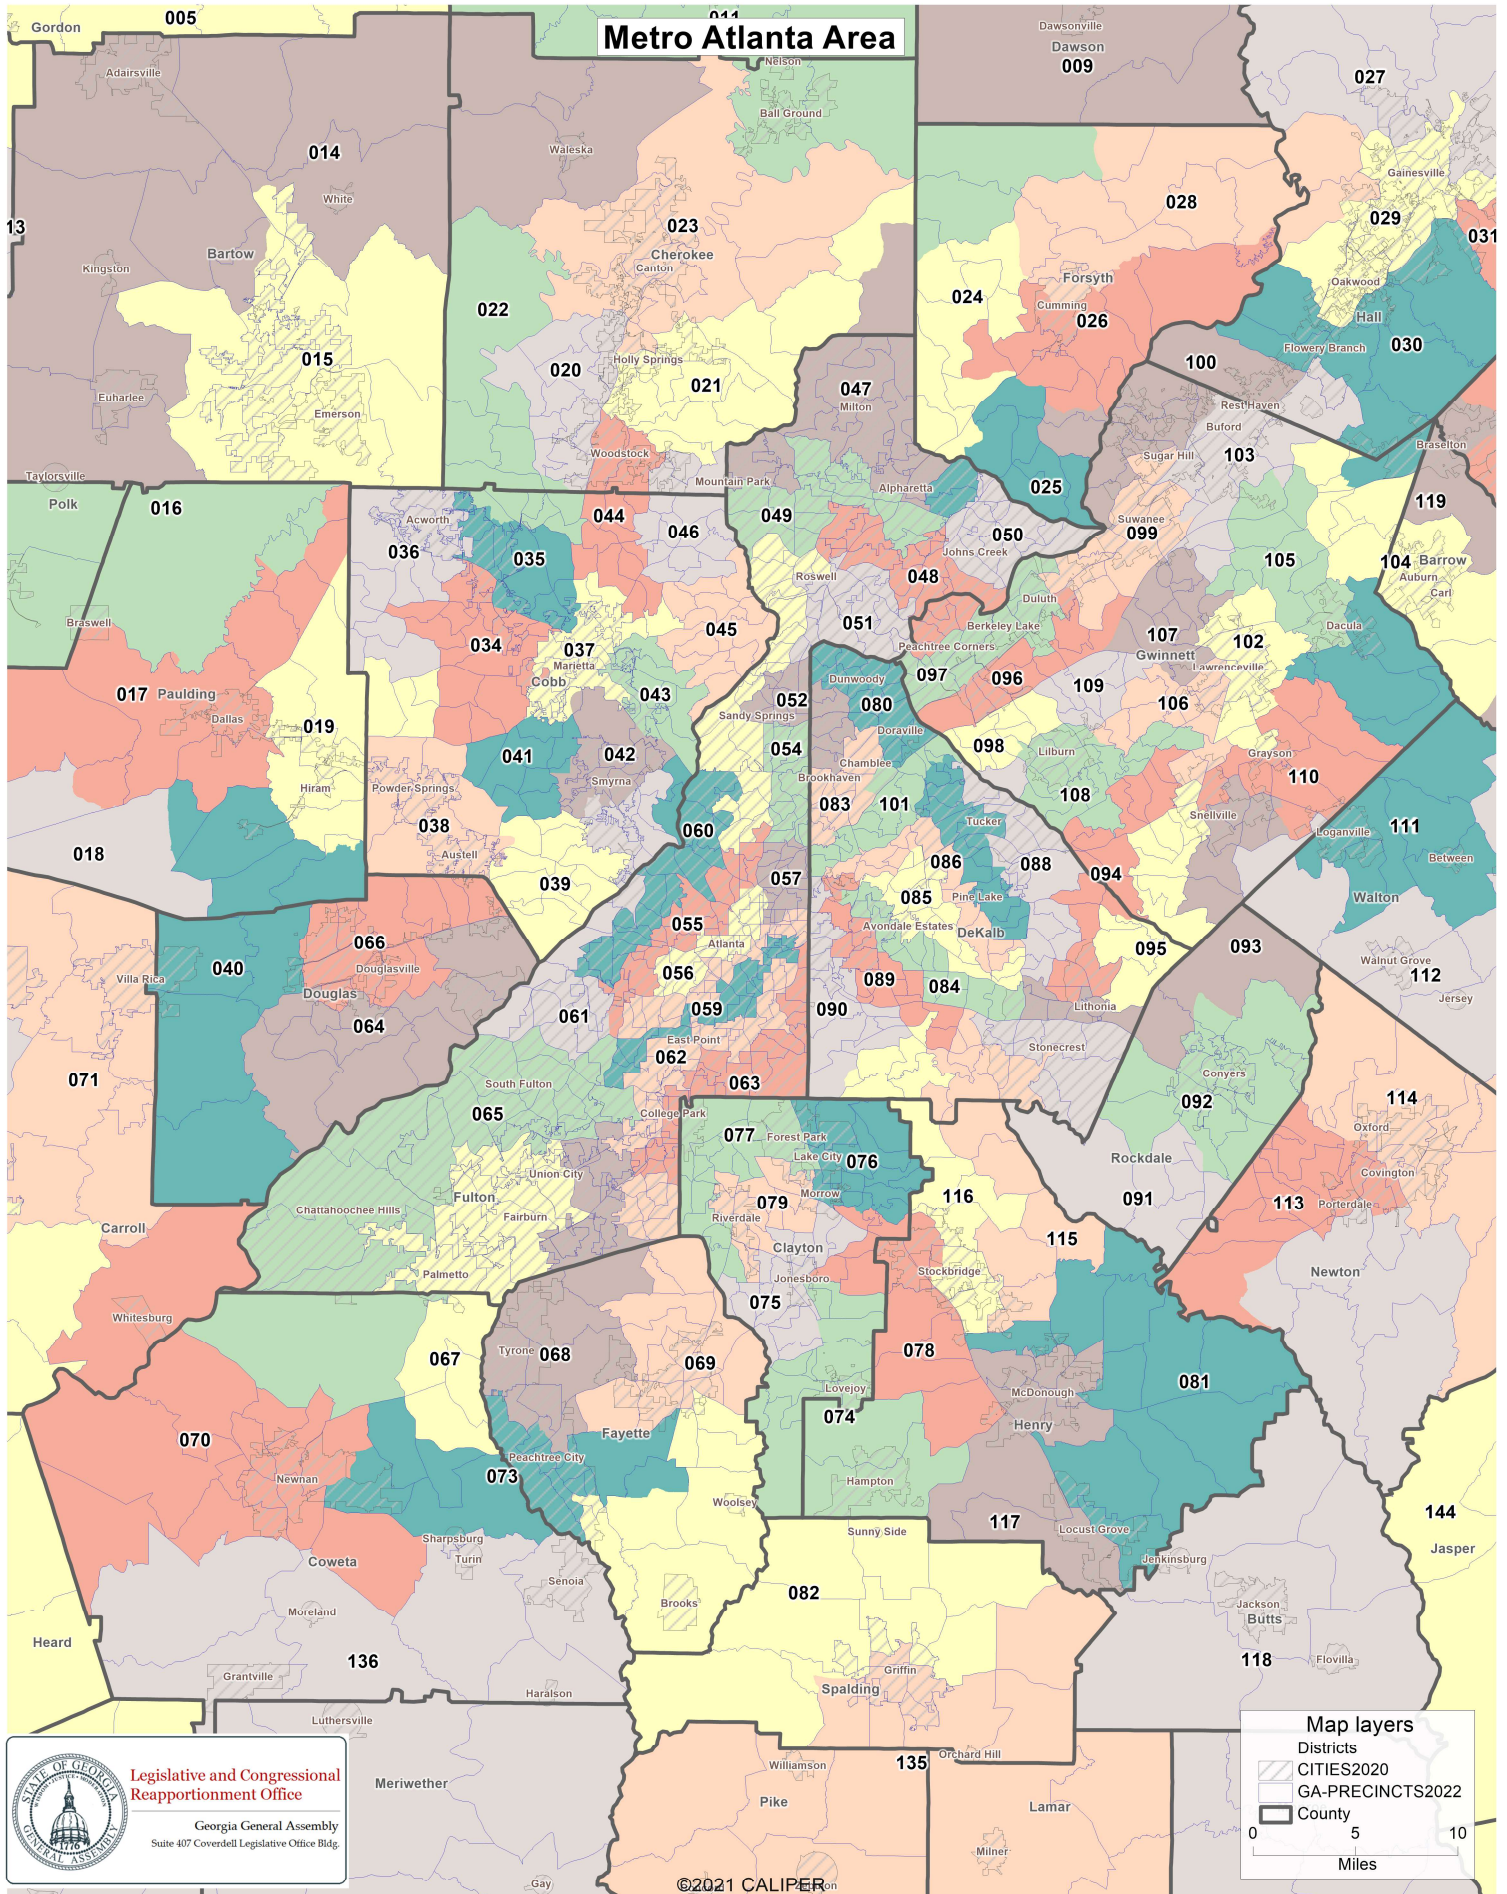 005
011
Metro Atlanta Area
Gordon
Dawsonville
Dawson
009
Nelson
Adairsville
027
Ball Ground
014
Waleska
White
Gainesville
028
029
13
023
031
Bartow
Cherokee
Canton
Kingston
Forsyth
Oakwood
024
Cumming
022
026
Hall
030
015
Holly Springs
020
021
Flowery Branch
100
047
Milton
Euharlee
Emerson
Rest Haven
Buford
Braselton
Woodstock
Sugar Hill
103
Taylorsville
Mountain Park
Alpharetta
025
Polk
016
119
Acworth
044
049
Suwanee
036
046
050
099
035
Johns Creek
105
104
Barrow
Roswell
048
Auburn
Carl
Duluth
Braswell
051
Berkeley Lake
Dacula
034
045
107
102
037
Peachtree Corners
Gwinnett
Marietta
Lawrenceville
Cobb
097
096
109
017
Paulding
043
Dunwoody
052
080
106
Dallas
Sandy Springs
019
Doraville
098
041
042
054
Lilburn
Grayson
Chamblee
110
Smyrna
Brookhaven
Powder Springs
Hiram
083
101
108
038
Snellville
060
Tucker
Loganville
111
018
Austell
086
088
Between
057
094
039
085
Pine Lake
Walton
055
Avondale Estates
DeKalb
066
Atlanta
095
093
040
Douglasville
056
Walnut Grove
Villa Rica
089
084
112
Douglas
Lithonia
Jersey
064
061
059
090
East Point
Stonecrest
062
071
South Fulton
063
Conyers
065
College Park
092
114
077
Forest Park
Oxford
Lake City
076
Rockdale
Covington
Union City
Morrow
116
091
Fulton
079
113
Porterdale
Chattahoochee Hills
Fairburn
Riverdale
Carroll
Clayton
115
Palmetto
Jonesboro
Stockbridge
Newton
075
Whitesburg
078
Tyrone
068
067
069
081
Lovejoy
McDonough
074
Henry
070
Fayette
Peachtree City
Newnan
073
Hampton
Woolsey
144
117
Sunny Side
Locust Grove
Sharpsburg
Jasper
Turin
Coweta
Jenkinsburg
Senoia
082
Moreland
Brooks
Jackson
Butts
Heard
136
118
Flovilla
Grantville
Griffin
Haralson
Spalding
Luthersville
Orchard Hill
135
Williamson
Meriwether
Pike
Lamar
Milner
Gay
Concord
Zebulon
©2021 CALIPER
Map layers
Districts
CITIES2020
GA-PRECINCTS2022
County
0 5 10
Miles
STATE OF GEORGIA
WISDOM JUSTICE MODERATION
1776
GENERAL ASSEMBLY
Legislative and Congressional
Reapportionment Office
Georgia General Assembly
Suite 407 Coverdell Legislative Office Bldg.